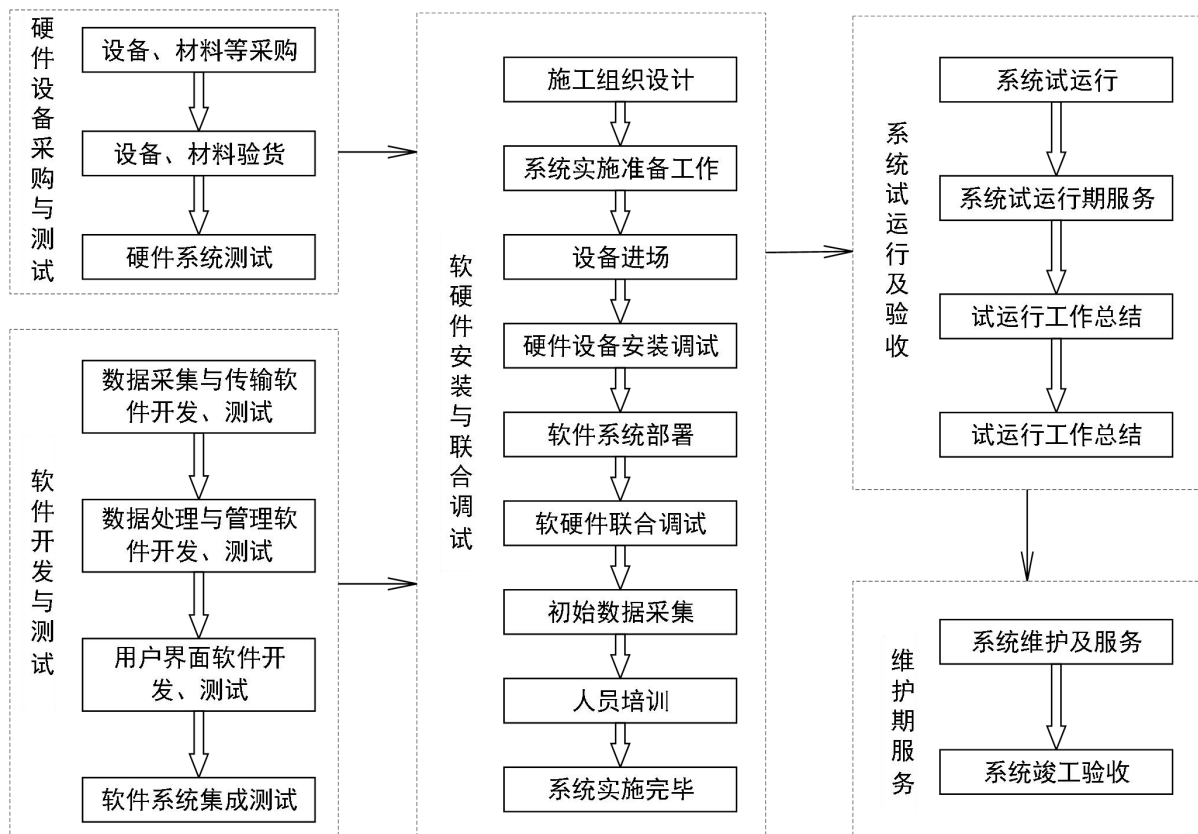 硬件设备采购与测试
设备、材料等采购
设备、材料验货
硬件系统测试
软件开发与测试
数据采集与传输软
件开发、测试
数据处理与管理软
件开发、测试
用户界面软件开
发、测试
软件系统集成测试
软硬件安装与联合调试
施工组织设计
系统实施准备工作
设备进场
硬件设备安装调试
软件系统部署
软硬件联合调试
初始数据采集
人员培训
系统实施完毕
系统试运行及验收
系统试运行
系统试运行期服务
试运行工作总结
试运行工作总结
维护期服务
系统维护及服务
系统竣工验收